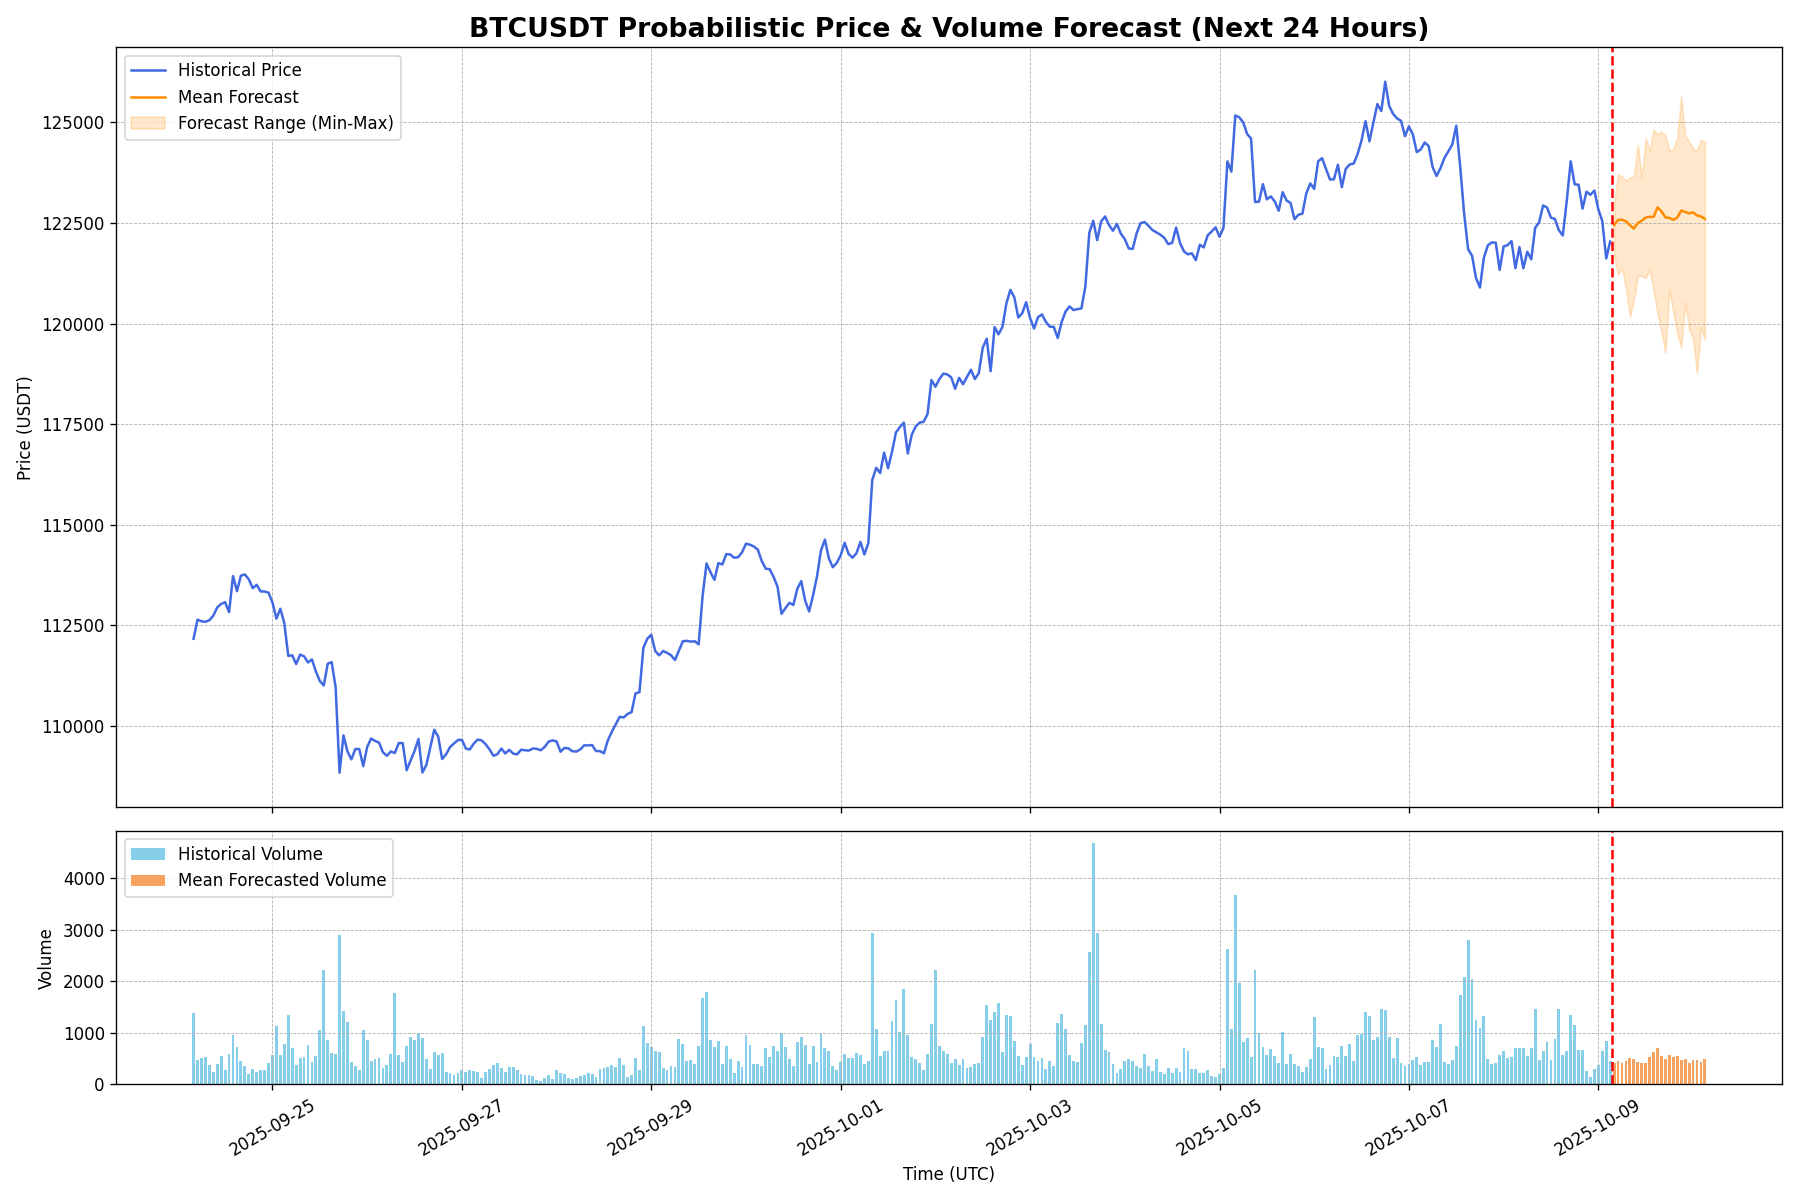 BTCUSDT Probabilistic Price & Volume Forecast (Next 24 Hours)
Historical Price
Mean Forecast
Forecast Range (Min-Max)
125000
122500
120000
117500
115000
112500
110000
Price (USDT)
Historical Volume
Mean Forecasted Volume
4000
3000
2000
1000
0
Volume
2025-09-25
2025-09-27
2025-09-29
2025-10-01
2025-10-03
2025-10-05
2025-10-07
2025-10-09
Time (UTC)